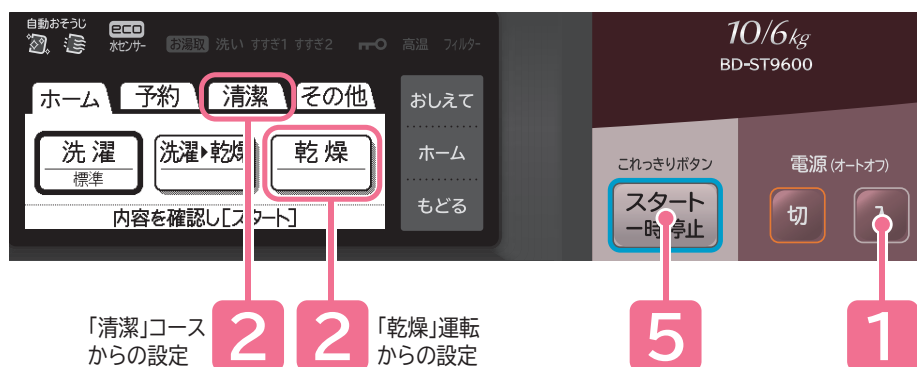 自動おそうじ
eco
水センサー
お湯取 洗い すすぎ1 すすぎ2 高温 フィルター
10/6kg
BD-ST9600
ホーム 予約 清潔 その他
おしえて
洗濯 洗濯▶乾燥 乾燥
標準
ホーム
内容を確認し[スタート]
もどる
これっきりボタン
電源(オートオフ)
スタート
一時停止
切 入
「清潔」コース
からの設定
2
2
「乾燥」運転
からの設定
5
1